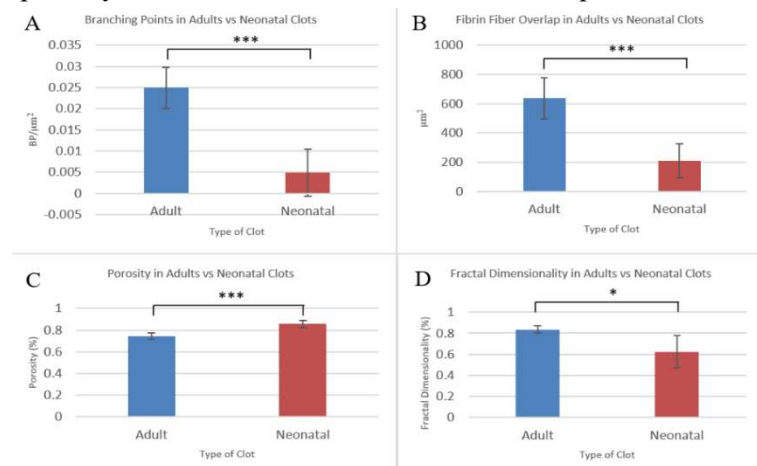 A
Branching Points in Adults vs Neonatal Clots
***
0.035
0.03
0.025
0.02
0.015
0.01
0.005
0
-0.005
BP/μm²
Adult
Neonatal
Type of Clot
B
Fibrin Fiber Overlap in Adults vs Neonatal Clots
***
1000
800
600
400
200
0
μm²
Adult
Neonatal
Type of Clot
C
Porosity in Adults vs Neonatal Clots
***
1
0.8
0.6
0.4
0.2
0
Porosity (%)
Adult
Neonatal
Type of Clot
D
Fractal Dimensionality in Adults vs Neonatal Clots
*
1
0.8
0.6
0.4
0.2
0
Fractal Dimensionality (%)
Adult
Neonatal
Type of Clot